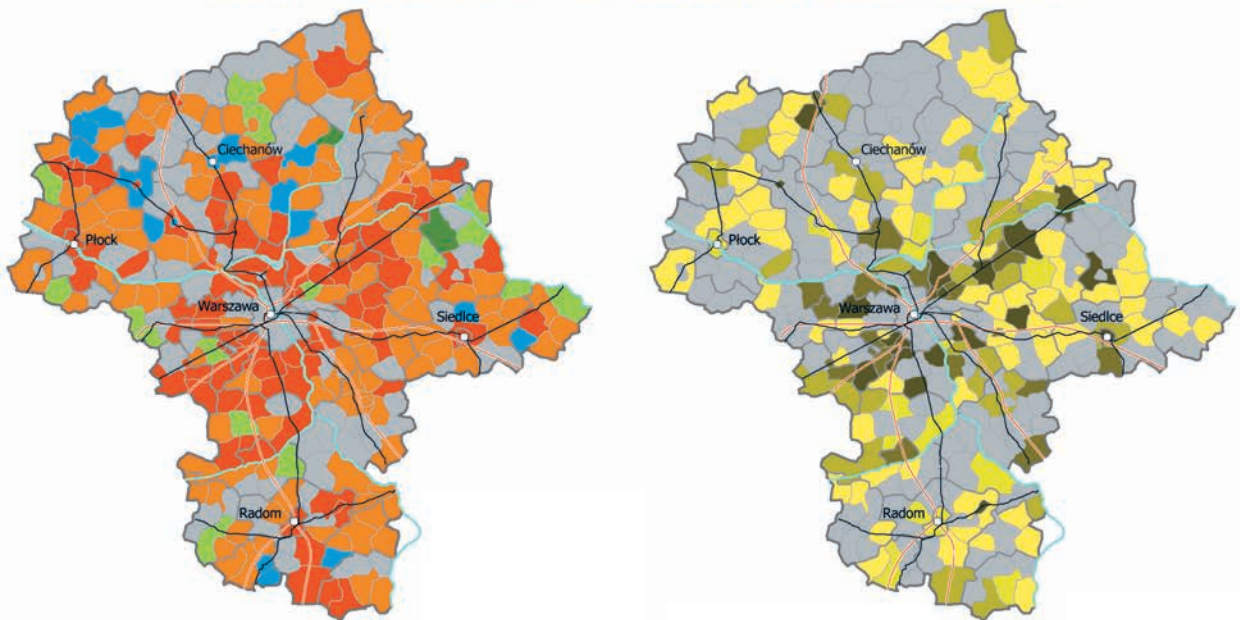 Ciechanów
Płock
Warszawa
Siedlce
Radom
Ciechanów
Płock
Warszawa
Siedlce
Radom